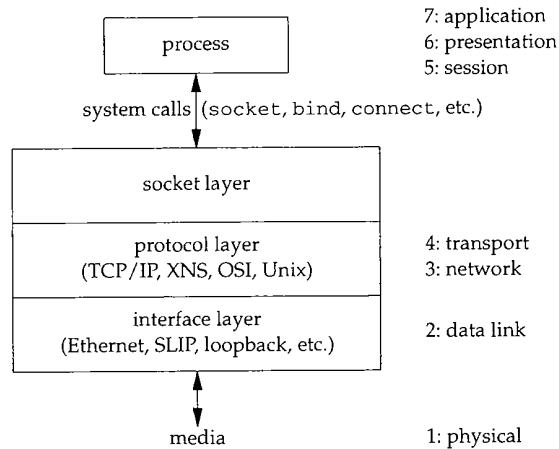 process
7: application
6: presentation
5: session
system calls (socket, bind, connect, etc.)
socket layer
protocol layer
(TCP/IP, XNS, OSI, Unix)
4: transport
3: network
interface layer
(Ethernet, SLIP, loopback, etc.)
2: data link
media
1: physical